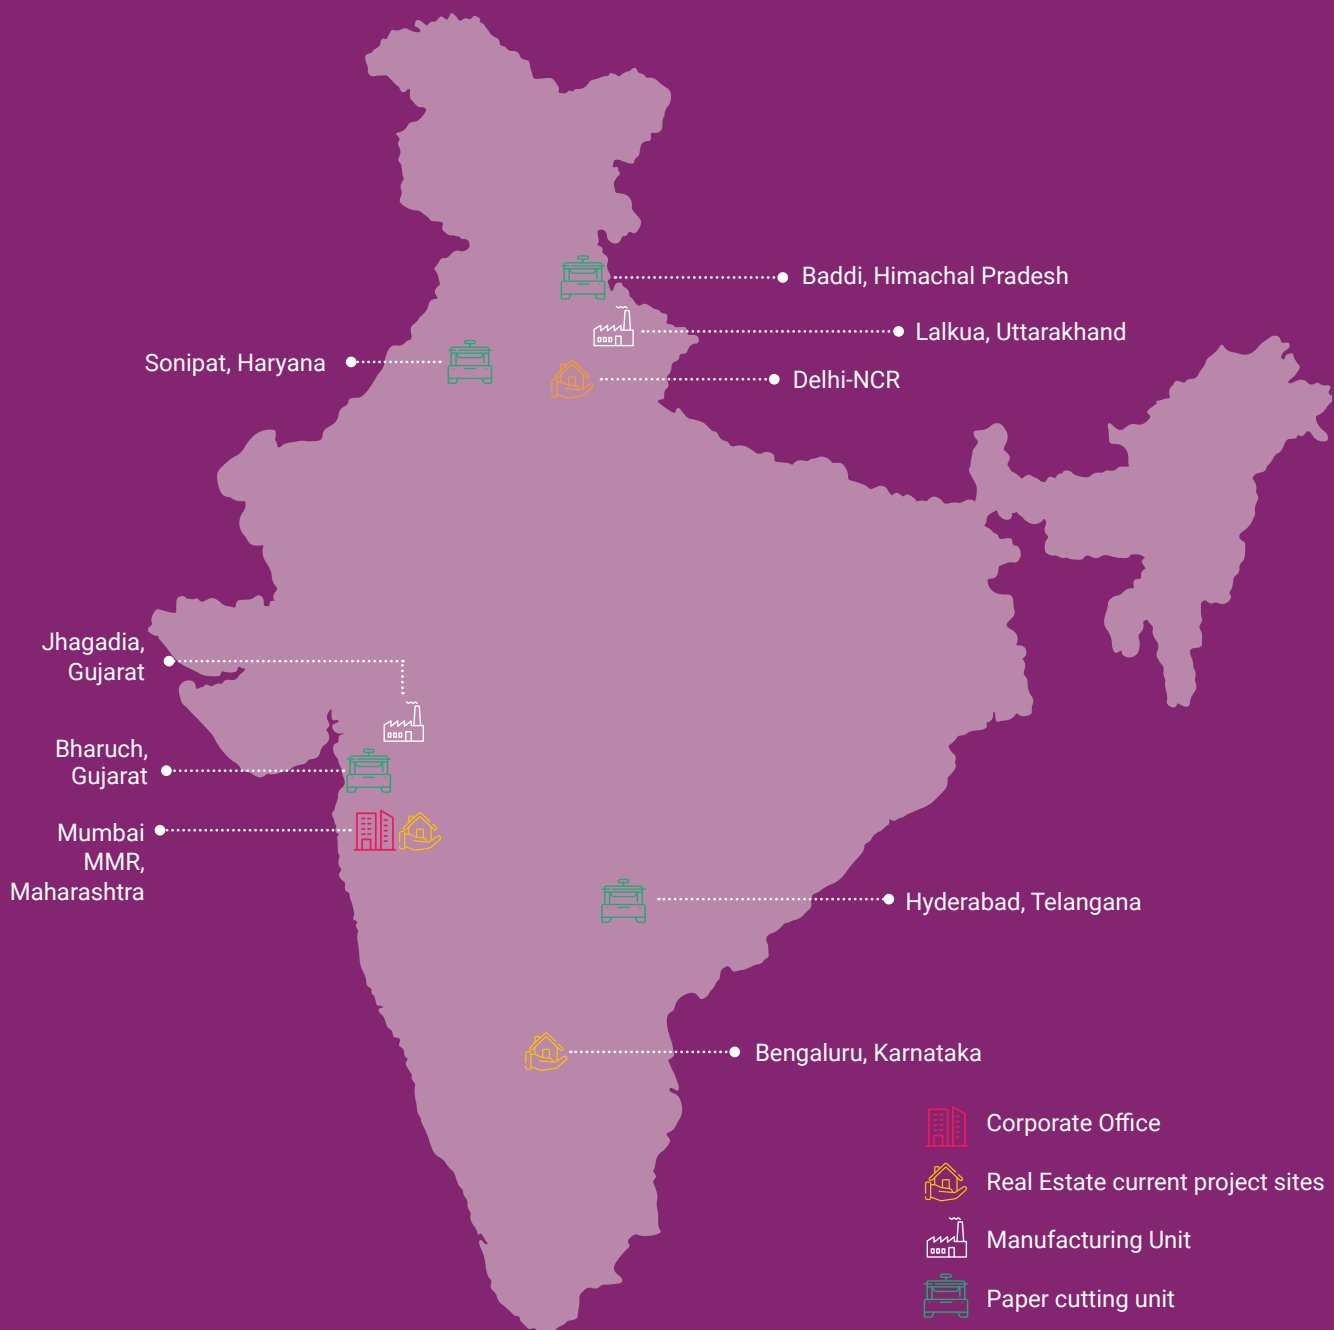 Baddi, Himachal Pradesh
Lalkua, Uttarakhand
Sonipat, Haryana
Delhi-NCR
Jhagadia,
Gujarat
Bharuch,
Gujarat
Mumbai
MMR,
Maharashtra
Hyderabad, Telangana
Bengaluru, Karnataka
Corporate Office
Real Estate current project sites
Manufacturing Unit
Paper cutting unit